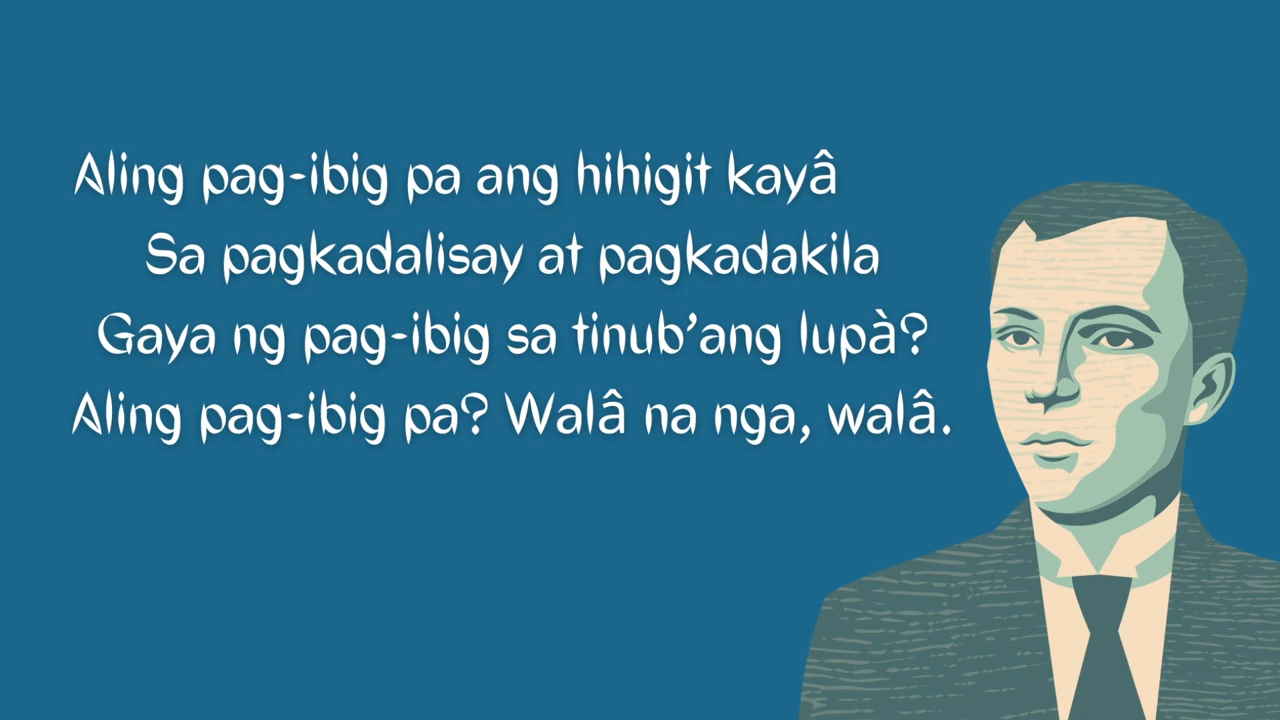 Aling pag-ibig pa ang hihigit kayâ
Sa pagkadalisay at pagkadakila
Gaya ng pag-ibig sa tinub’ang lupà?
Aling pag-ibig pa? Walâ na nga, walâ.